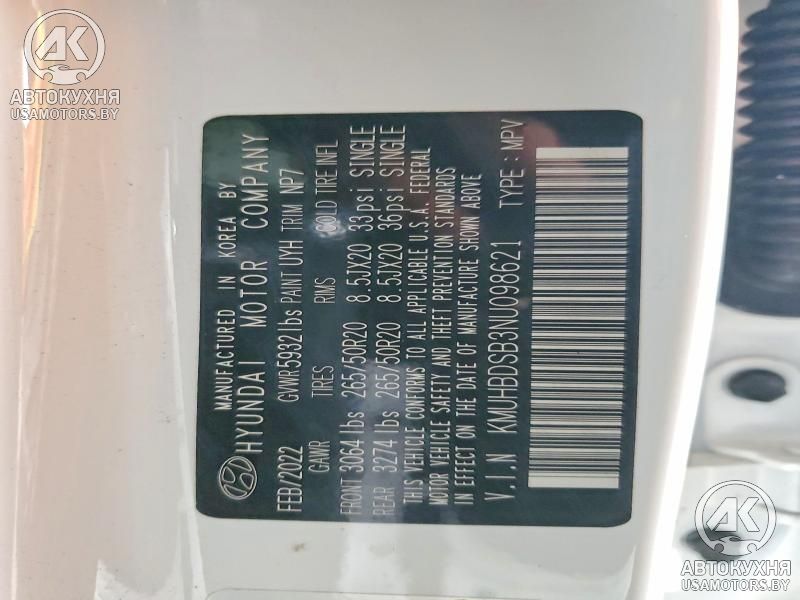 AK
АВТОКУХНЯ
USAMOTORS.BY
MANUFACTURED IN KOREA BY
HYUNDAI MOTOR COMPANY
FEB/2022 GVWR 5932 lbs PAINT UYH TRIM NP7
GAWR TIRES RIMS COLD TIRE INFL
FRONT 3064 lbs 265/50R20 8.5JX20 33psi SINGLE
REAR 3274 lbs 265/50R20 8.5JX20 36psi SINGLE
THIS VEHICLE CONFORMS TO ALL APPLICABLE U.S.A. FEDERAL
MOTOR VEHICLE SAFETY AND THEFT PREVENTION STANDARDS
IN EFFECT ON THE DATE OF MANUFACTURE SHOWN ABOVE
V.I.N KMUHBDSB3NU098621 TYPE : MPV
AK
АВТОКУХНЯ
USAMOTORS.BY